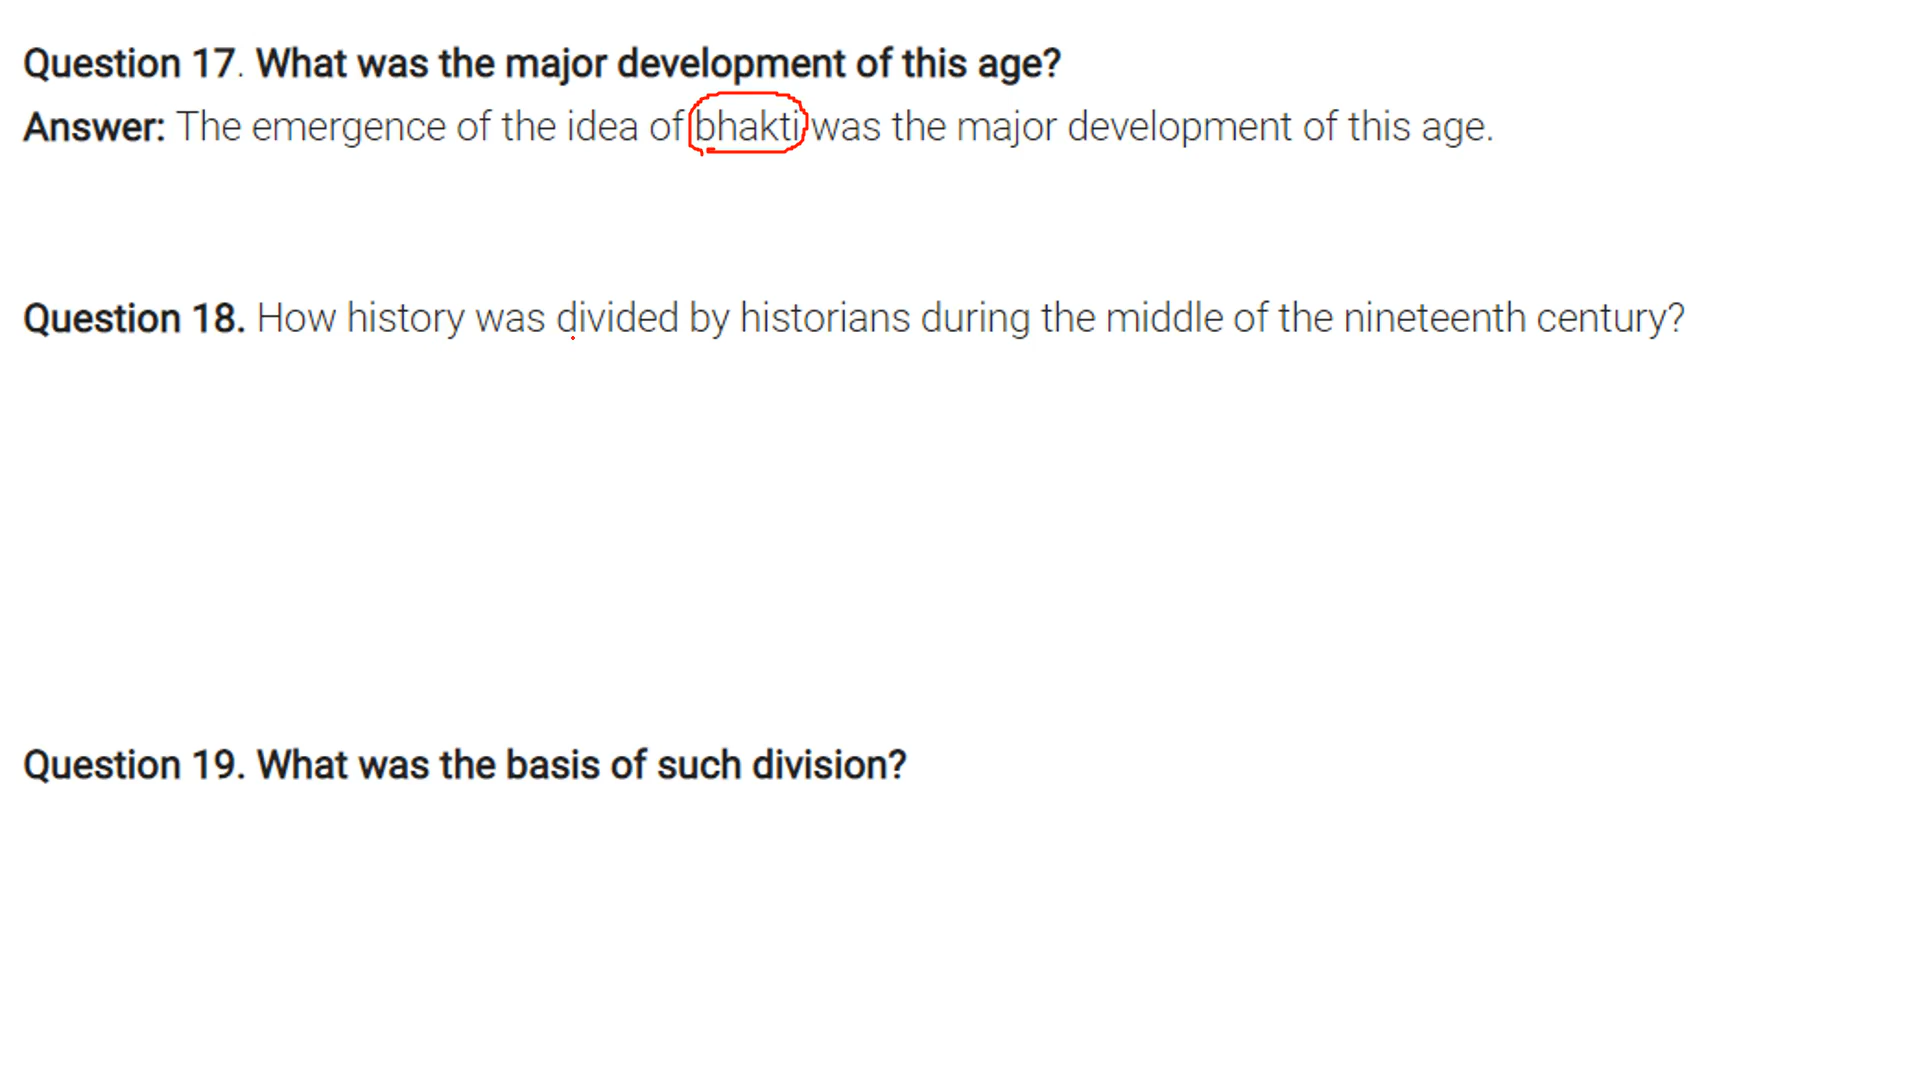 Question 17. What was the major development of this age?
Answer: The emergence of the idea of bhakti was the major development of this age.
Question 18. How history was divided by historians during the middle of the nineteenth century?
Question 19. What was the basis of such division?